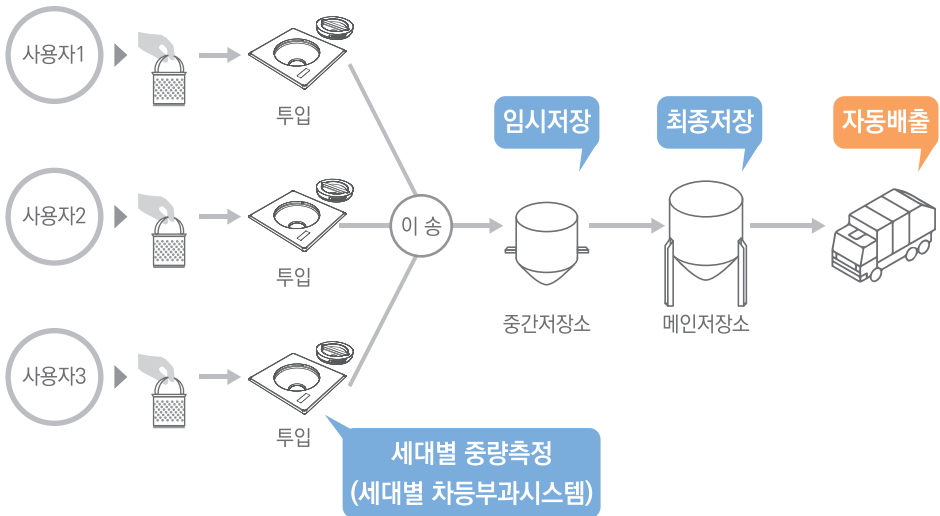 사용자1
투입
임시저장
최종저장
자동배출
사용자2
투입
이 송
중간저장소
메인저장소
사용자3
투입
세대별 중량측정
(세대별 차등부과시스템)